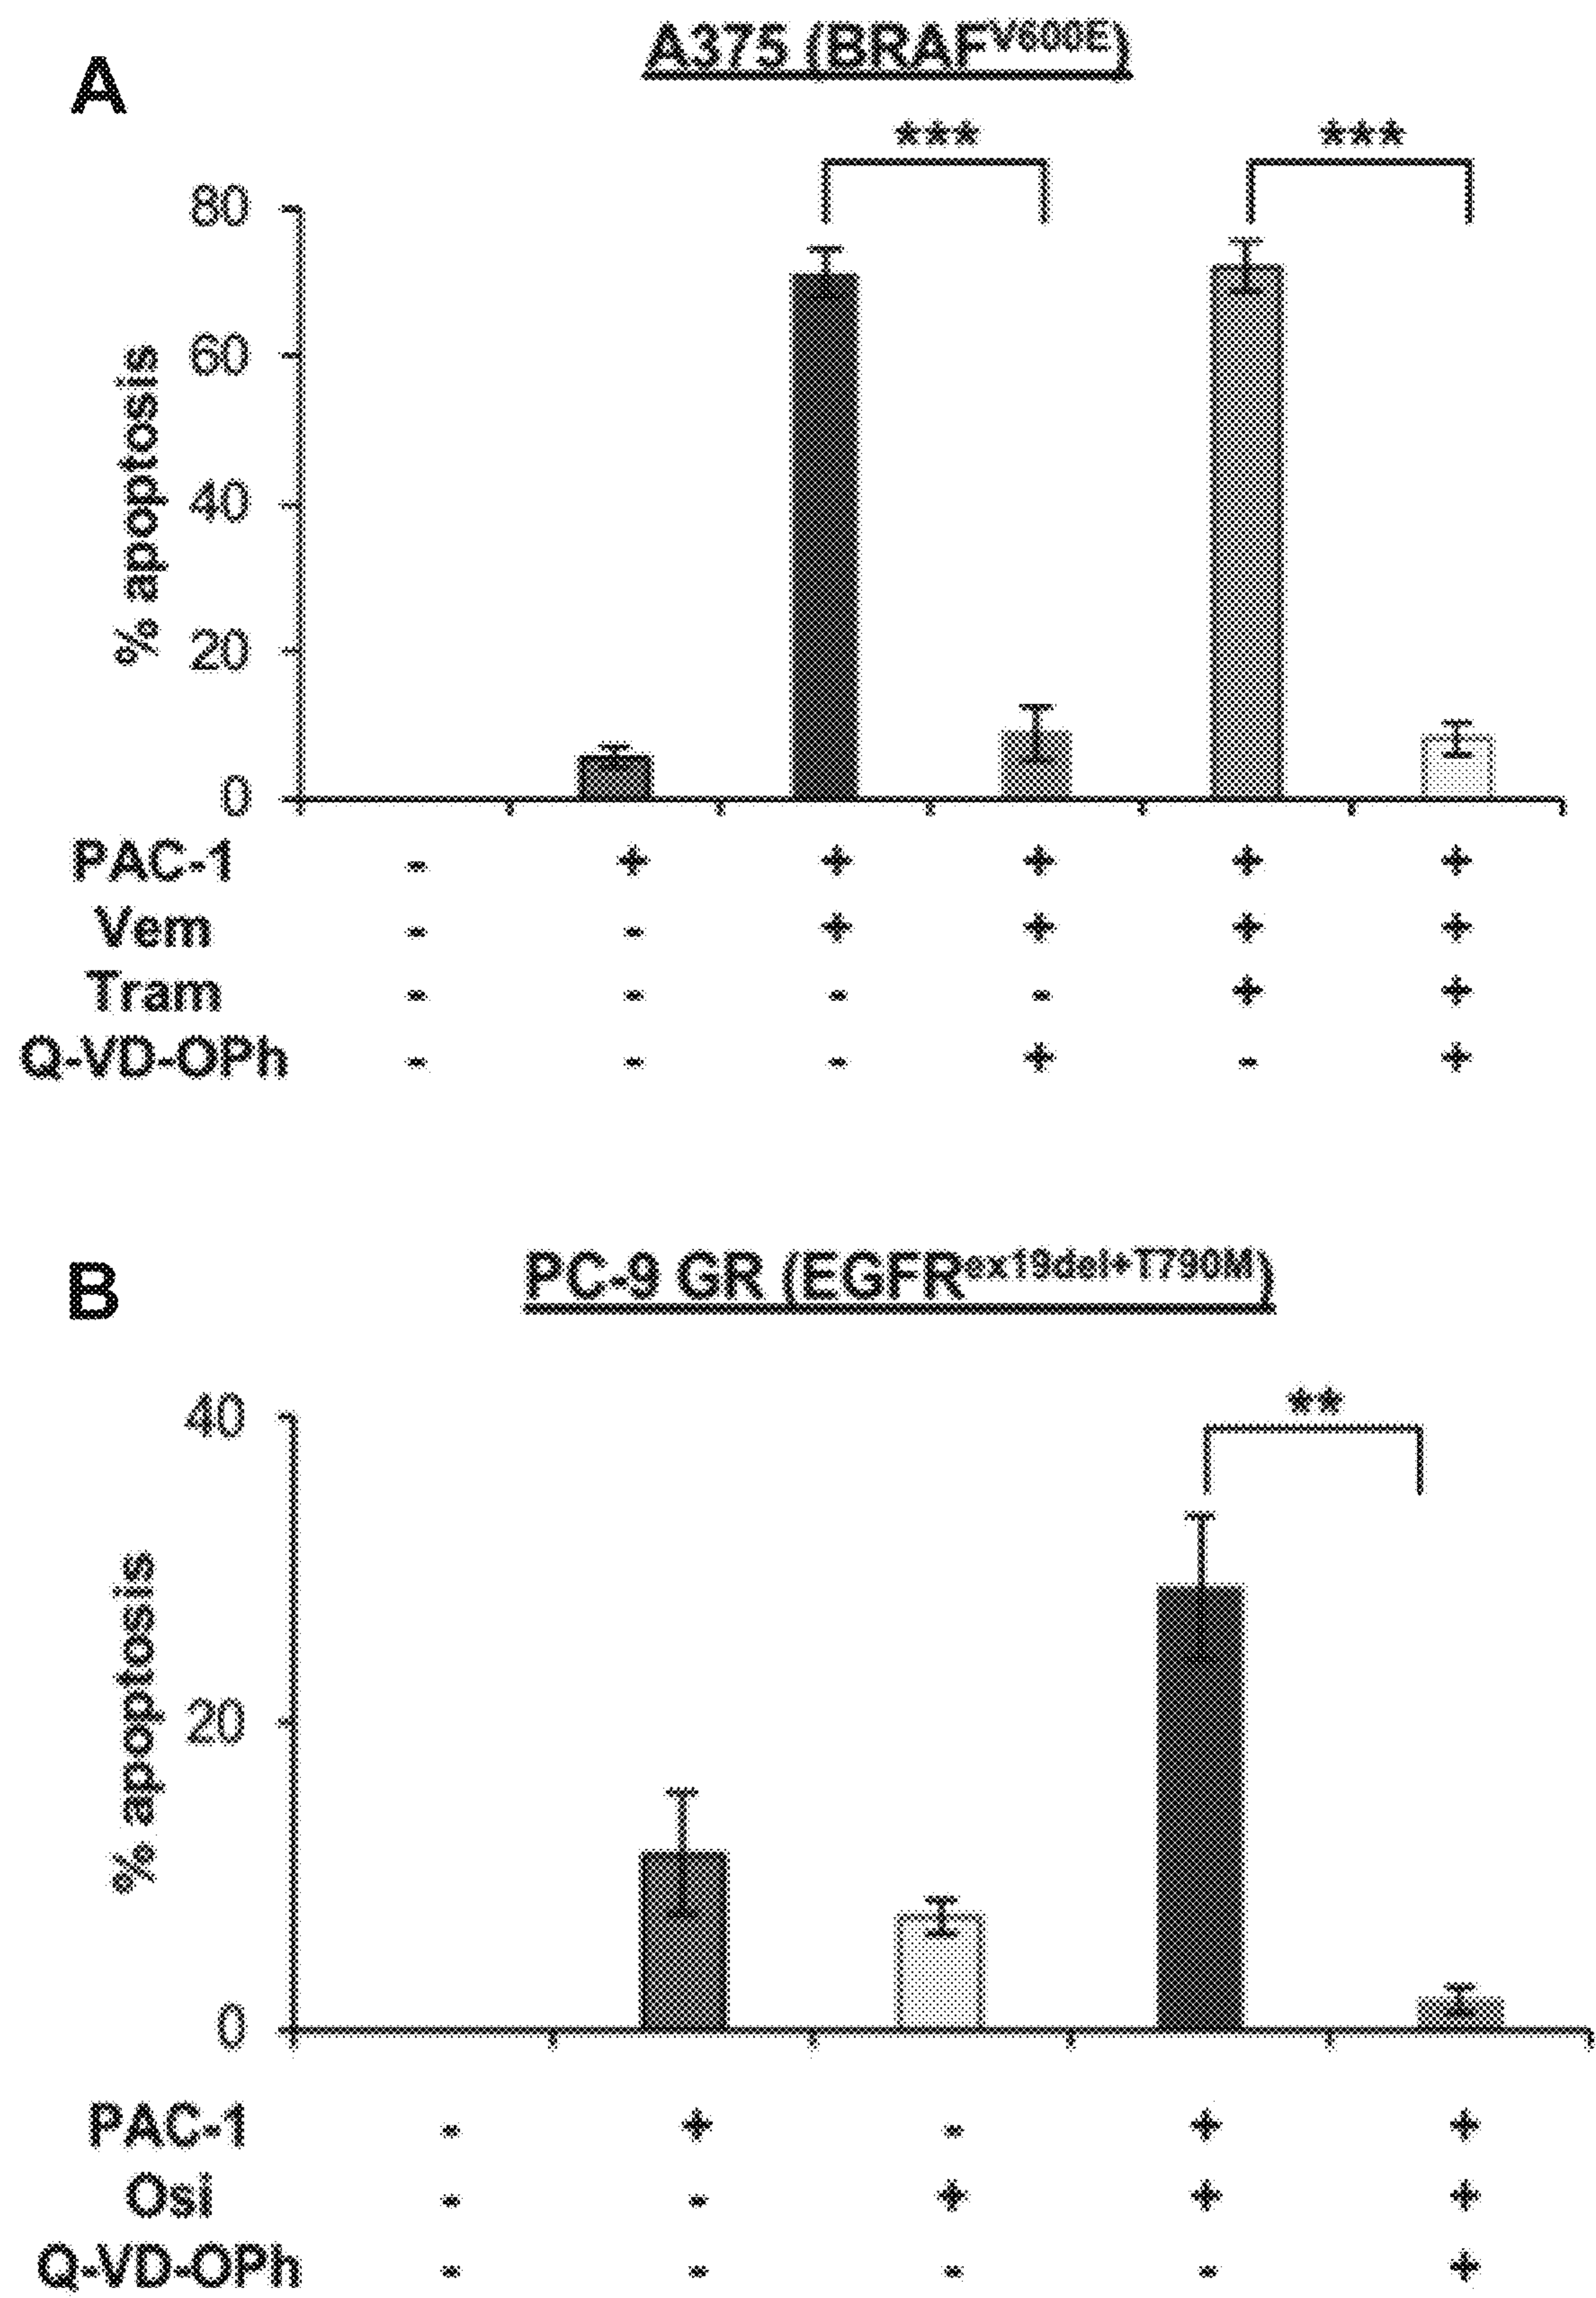 A
A375 (BRAFV600E)
*** ***
80
60
40
20
0
% apoptosis
PAC-1 - + + + + +
Vem - - + + + +
Tram - - - - + +
Q-VD-OPh - - - + - +
B
PC-9 GR (EGFRex19del+T790M)
**
40
20
0
% apoptosis
PAC-1 - + - + +
Osi - - + + +
Q-VD-OPh - - - - +